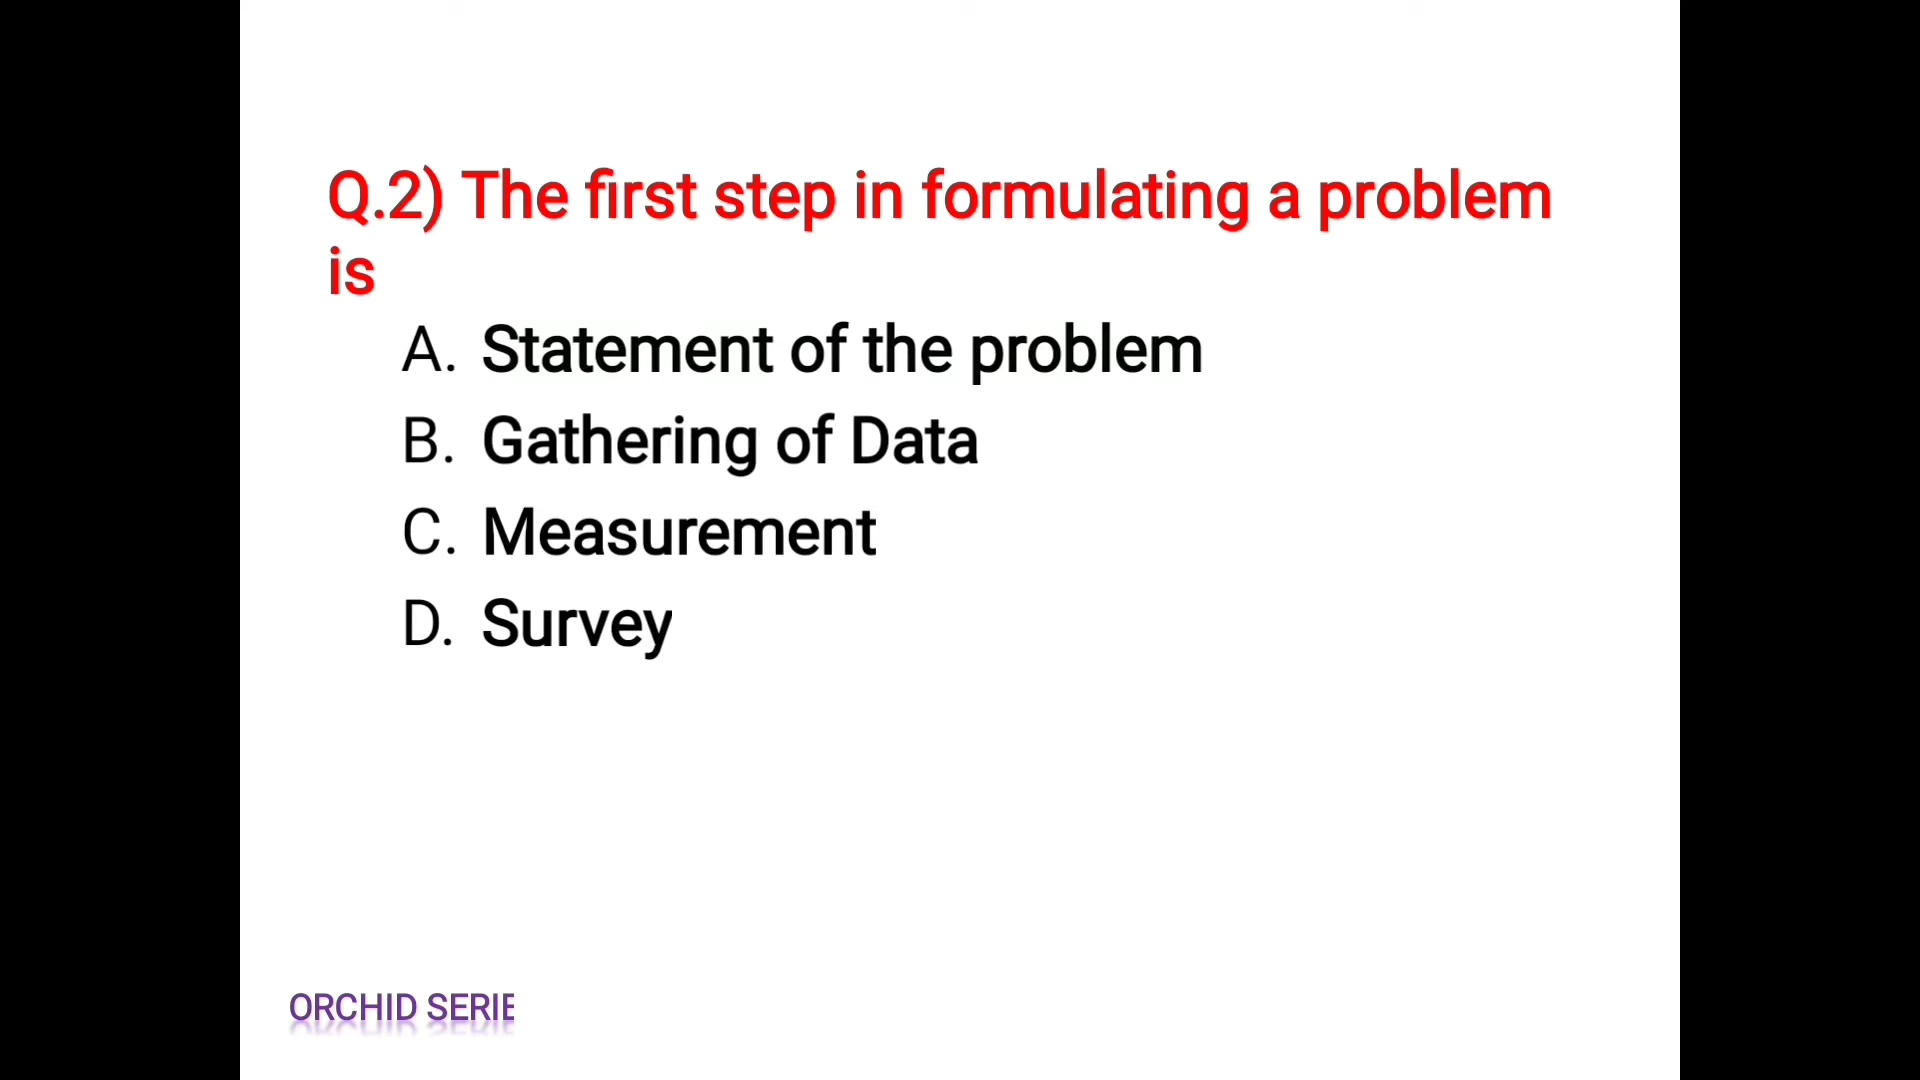 Q.2) The first step in formulating a problem
is
A. Statement of the problem
B. Gathering of Data
C. Measurement
D. Survey
ORCHID SERIE